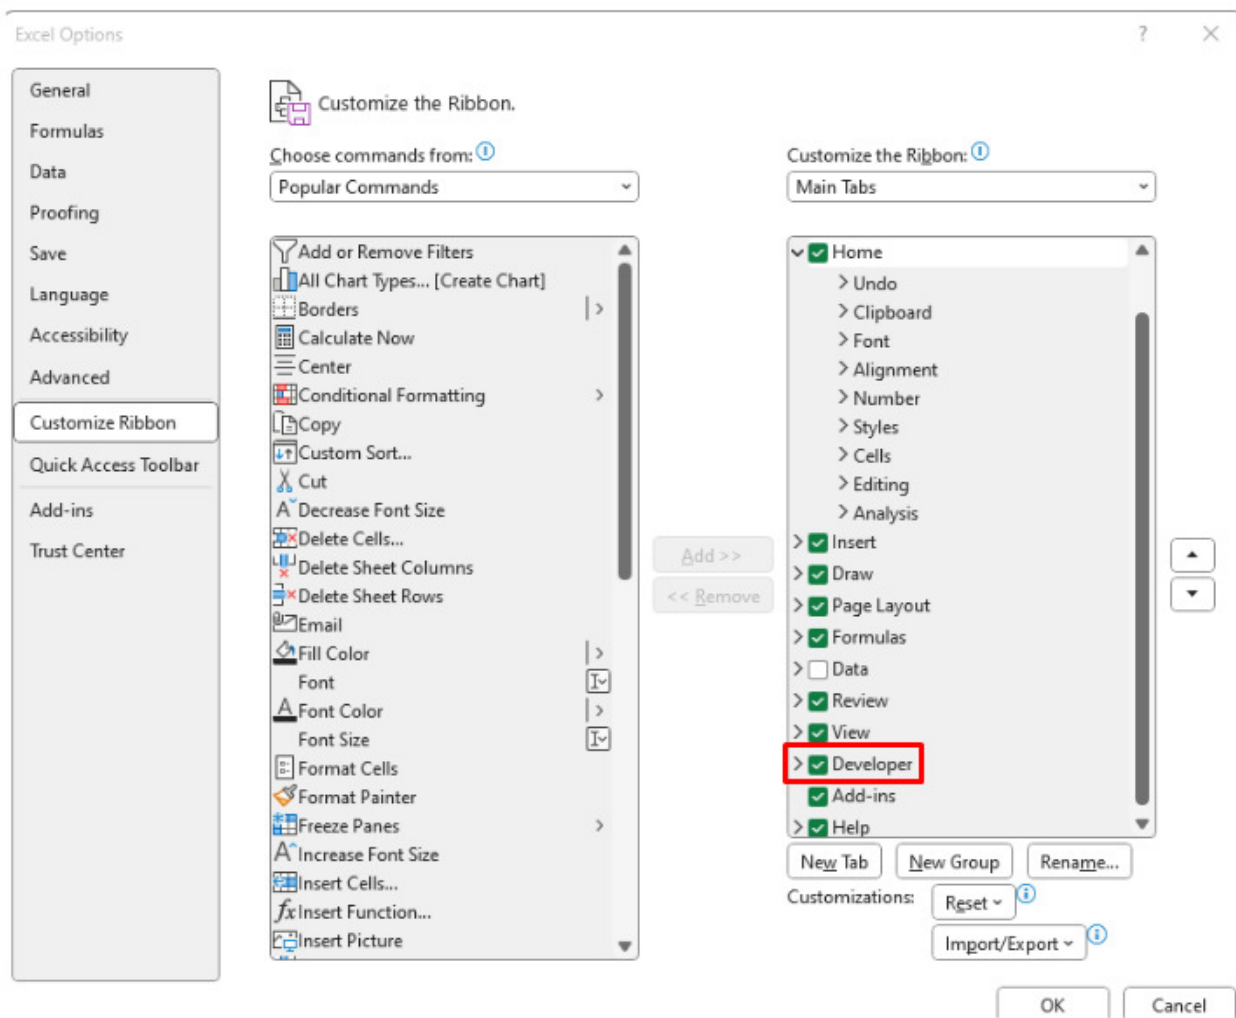 Excel Options
?
General
Formulas
Data
Proofing
Save
Language
Accessibility
Advanced
Customize Ribbon
Quick Access Toolbar
Add-ins
Trust Center
Customize the Ribbon.
Choose commands from:
Popular Commands
Add or Remove Filters
All Chart Types... [Create Chart]
Borders
Calculate Now
Center
Conditional Formatting
Copy
Custom Sort...
Cut
Decrease Font Size
Delete Cells...
Delete Sheet Columns
Delete Sheet Rows
Email
Fill Color
Font
Font Color
Font Size
Format Cells
Format Painter
Freeze Panes
Increase Font Size
Insert Cells...
Insert Function...
Insert Picture
Add >>
<< Remove
Customize the Ribbon:
Main Tabs
Home
Undo
Clipboard
Font
Alignment
Number
Styles
Cells
Editing
Analysis
Insert
Draw
Page Layout
Formulas
Data
Review
View
Developer
Add-ins
Help
New Tab
New Group
Rename...
Customizations:
Reset
Import/Export
OK
Cancel